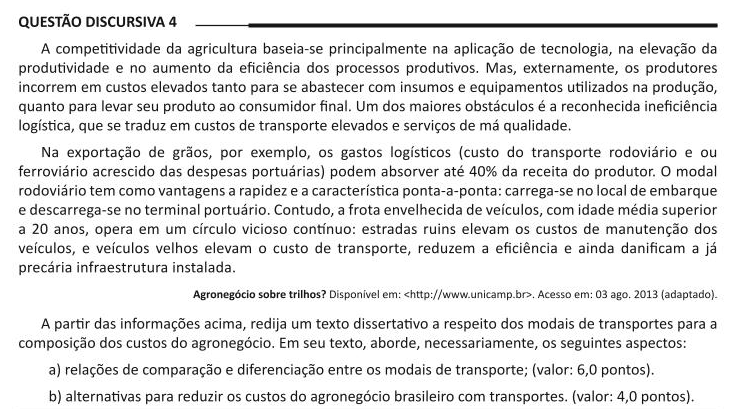 QUESTÃO DISCURSIVA 4
A competitividade da agricultura baseia-se principalmente na aplicação de tecnologia, na elevação da
produtividade e no aumento da eficiência dos processos produtivos. Mas, externamente, os produtores
incorrem em custos elevados tanto para se abastecer com insumos e equipamentos utilizados na produção,
quanto para levar seu produto ao consumidor final. Um dos maiores obstáculos é a reconhecida ineficiência
logística, que se traduz em custos de transporte elevados e serviços de má qualidade.
Na exportação de grãos, por exemplo, os gastos logísticos (custo do transporte rodoviário e ou
ferroviário acrescido das despesas portuárias) podem absorver até 40% da receita do produtor. O modal
rodoviário tem como vantagens a rapidez e a característica ponta-a-ponta: carrega-se no local de embarque
e descarrega-se no terminal portuário. Contudo, a frota envelhecida de veículos, com idade média superior
a 20 anos, opera em um círculo vicioso contínuo: estradas ruins elevam os custos de manutenção dos
veículos, e veículos velhos elevam o custo de transporte, reduzem a eficiência e ainda danificam a já
precária infraestrutura instalada.
Agronegócio sobre trilhos? Disponível em: <http://www.unicamp.br>. Acesso em: 03 ago. 2013 (adaptado).
A partir das informações acima, redija um texto dissertativo a respeito dos modais de transportes para a
composição dos custos do agronegócio. Em seu texto, aborde, necessariamente, os seguintes aspectos:
a) relações de comparação e diferenciação entre os modais de transporte; (valor: 6,0 pontos).
b) alternativas para reduzir os custos do agronegócio brasileiro com transportes. (valor: 4,0 pontos).